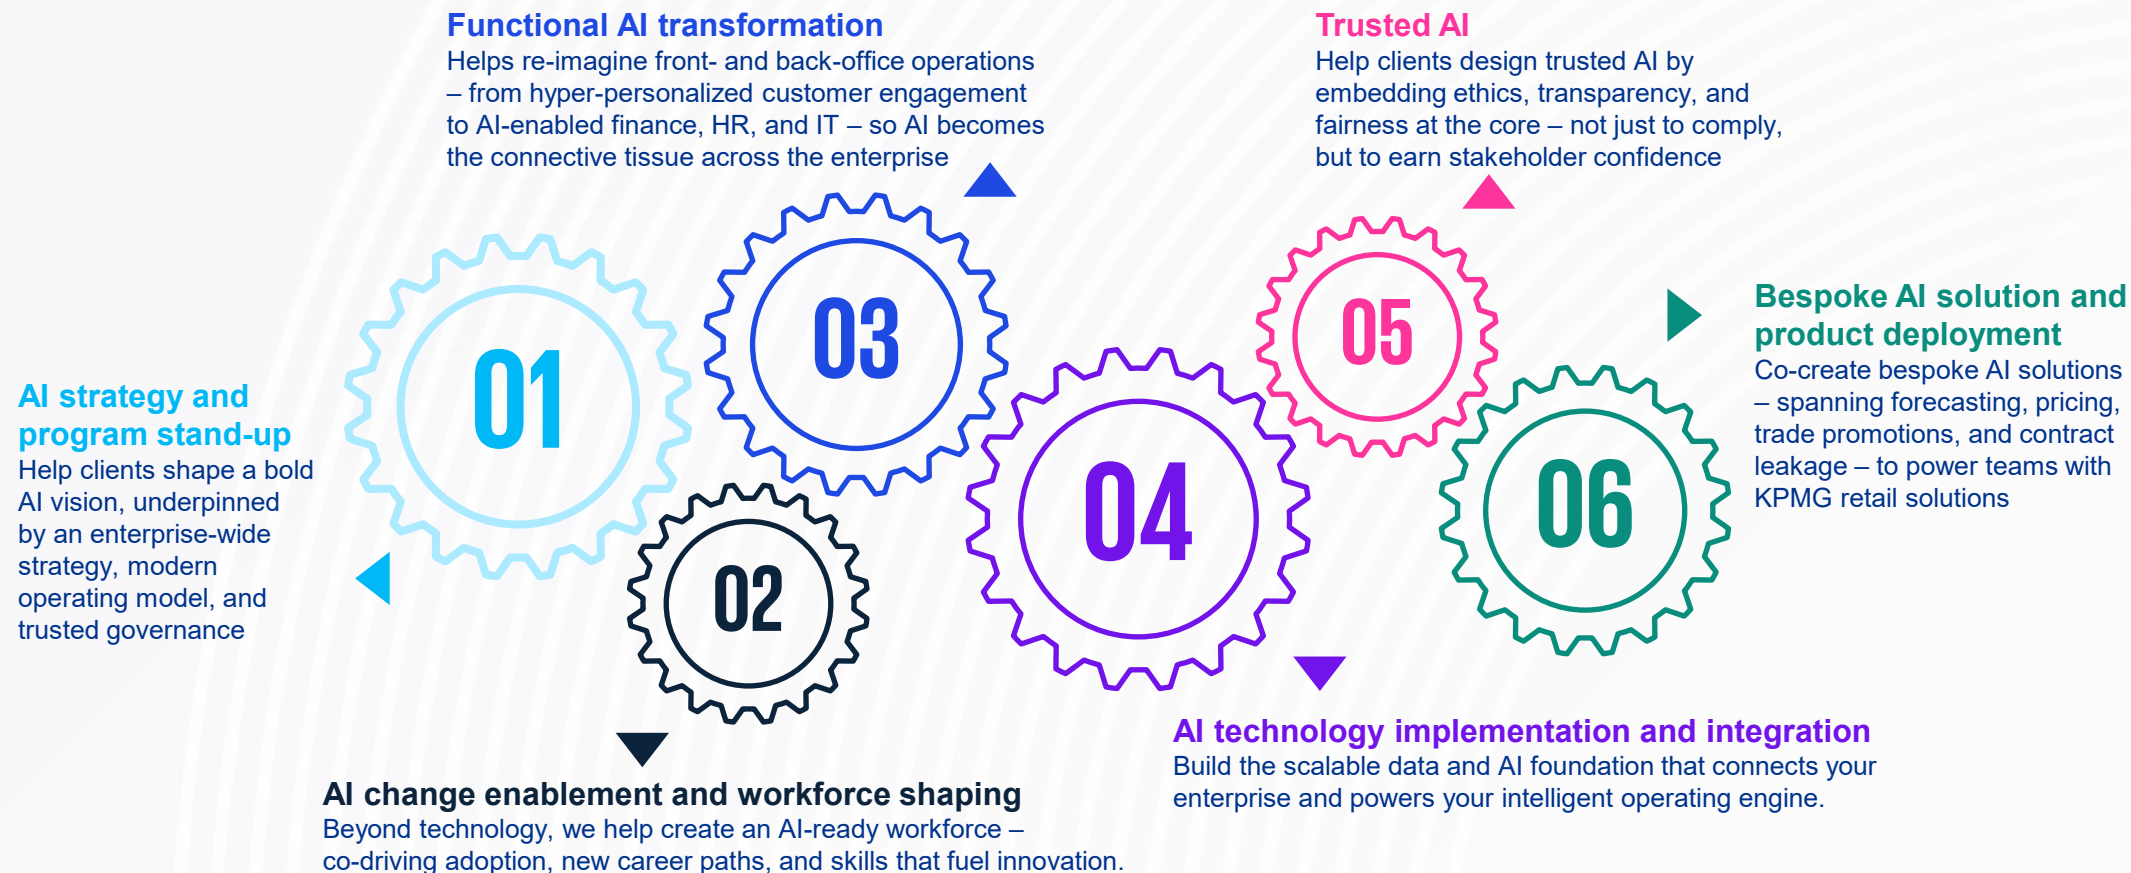 Functional AI transformation
Helps re-imagine front- and back-office operations
– from hyper-personalized customer engagement
to AI-enabled finance, HR, and IT – so AI becomes
the connective tissue across the enterprise
Trusted AI
Help clients design trusted AI by
embedding ethics, transparency, and
fairness at the core – not just to comply,
but to earn stakeholder confidence
01
03
05
AI strategy and
program stand-up
Help clients shape a bold
AI vision, underpinned
by an enterprise-wide
strategy, modern
operating model, and
trusted governance
02
04
06
Bespoke AI solution and
product deployment
Co-create bespoke AI solutions
– spanning forecasting, pricing,
trade promotions, and contract
leakage – to power teams with
KPMG retail solutions
AI change enablement and workforce shaping
Beyond technology, we help create an AI-ready workforce –
co-driving adoption, new career paths, and skills that fuel innovation.
AI technology implementation and integration
Build the scalable data and AI foundation that connects your
enterprise and powers your intelligent operating engine.